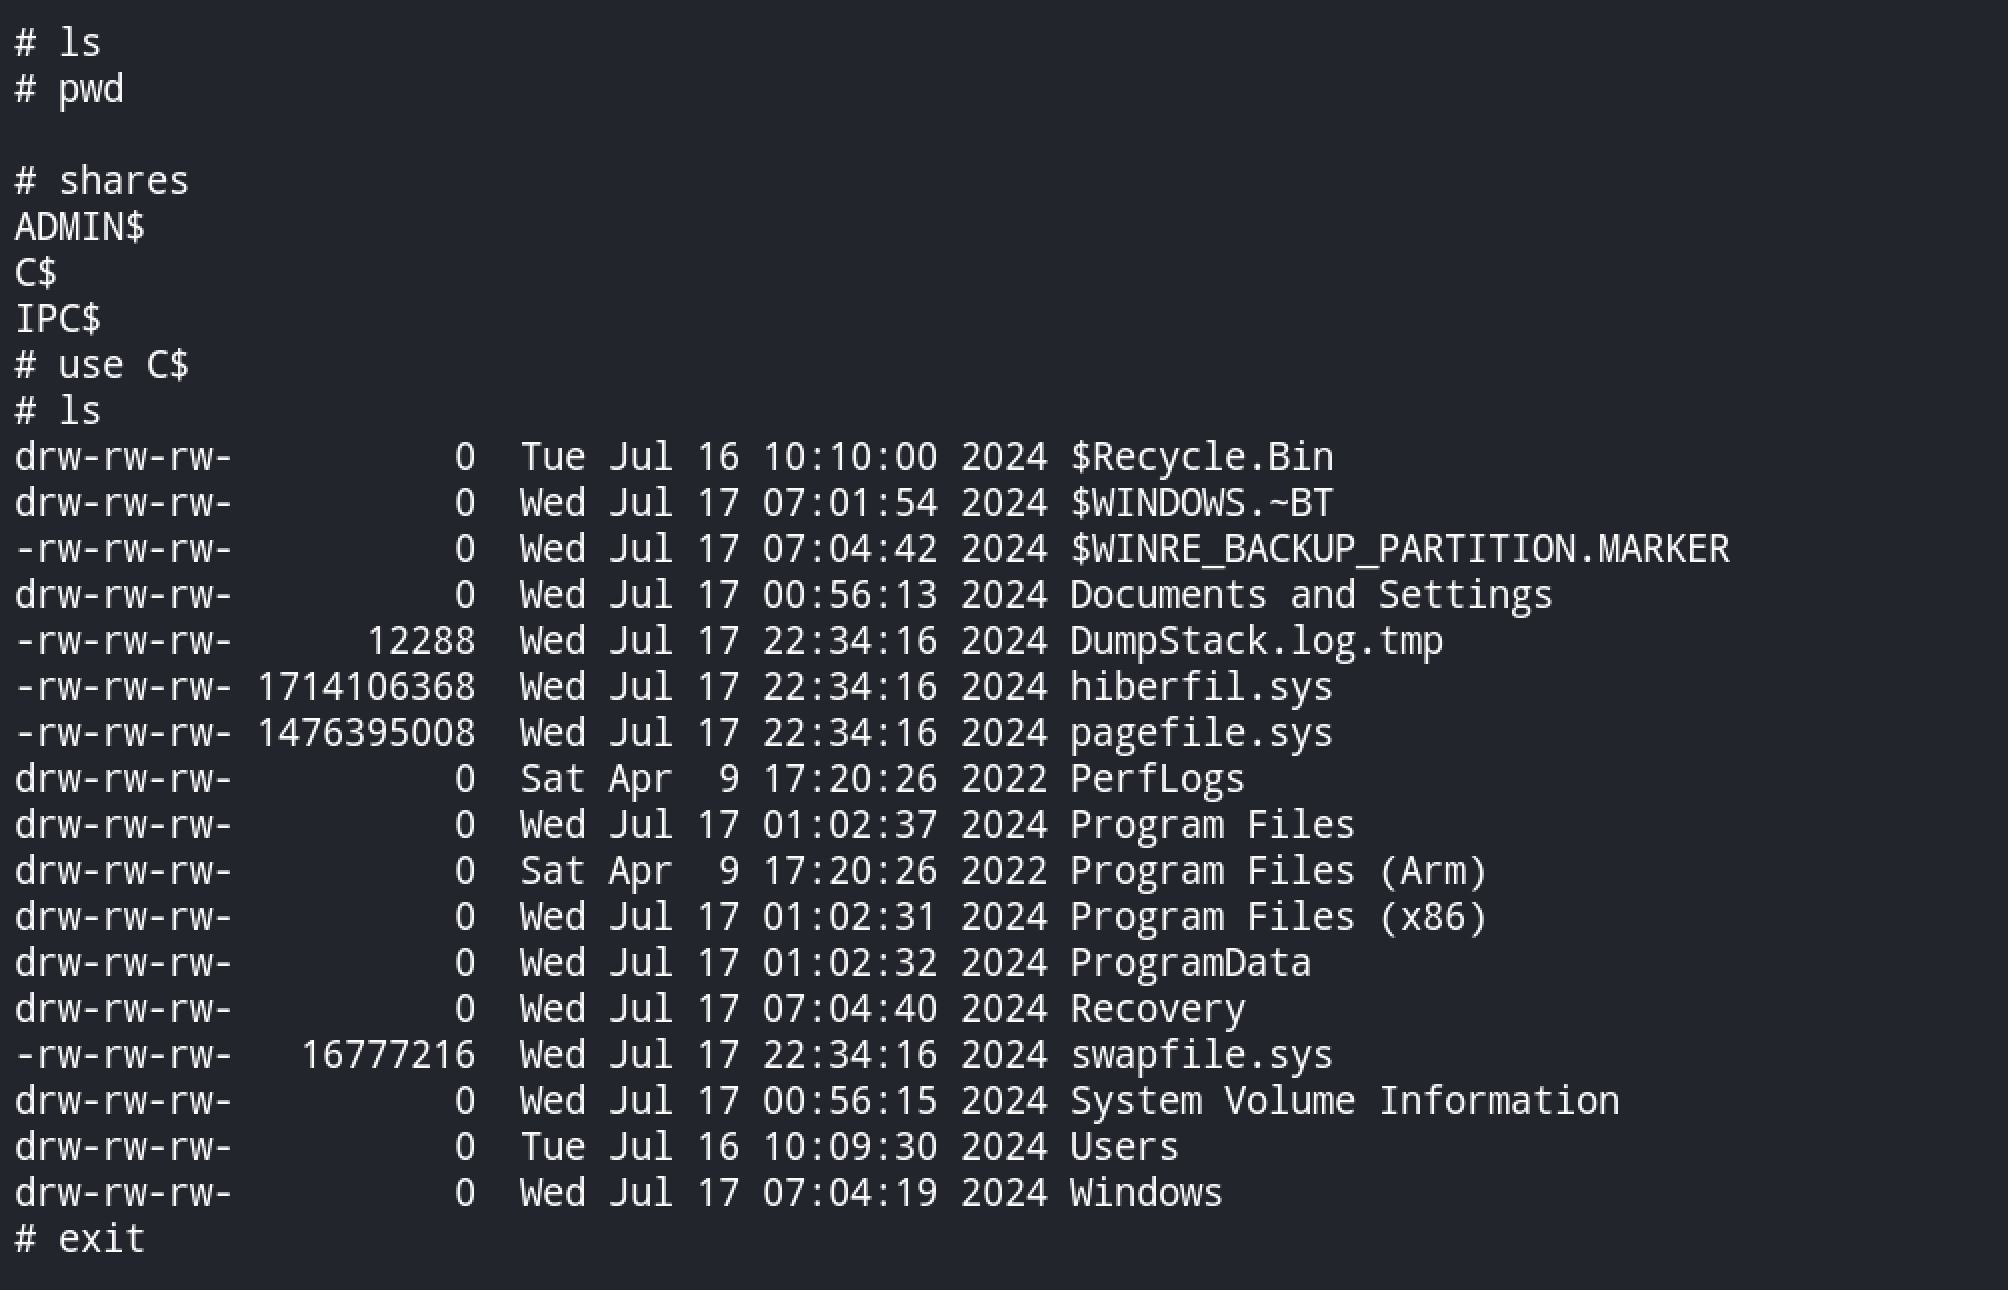 # ls
# pwd

# shares
ADMIN$
C$
IPC$
# use C$
# ls
drw-rw-rw-          0  Tue Jul 16 10:10:00 2024 $Recycle.Bin
drw-rw-rw-          0  Wed Jul 17 07:01:54 2024 $WINDOWS.~BT
-rw-rw-rw-          0  Wed Jul 17 07:04:42 2024 $WINRE_BACKUP_PARTITION.MARKER
drw-rw-rw-          0  Wed Jul 17 00:56:13 2024 Documents and Settings
-rw-rw-rw-      12288  Wed Jul 17 22:34:16 2024 DumpStack.log.tmp
-rw-rw-rw- 1714106368  Wed Jul 17 22:34:16 2024 hiberfil.sys
-rw-rw-rw- 1476395008  Wed Jul 17 22:34:16 2024 pagefile.sys
drw-rw-rw-          0  Sat Apr  9 17:20:26 2022 PerfLogs
drw-rw-rw-          0  Wed Jul 17 01:02:37 2024 Program Files
drw-rw-rw-          0  Sat Apr  9 17:20:26 2022 Program Files (Arm)
drw-rw-rw-          0  Wed Jul 17 01:02:31 2024 Program Files (x86)
drw-rw-rw-          0  Wed Jul 17 01:02:32 2024 ProgramData
drw-rw-rw-          0  Wed Jul 17 07:04:40 2024 Recovery
-rw-rw-rw-   16777216  Wed Jul 17 22:34:16 2024 swapfile.sys
drw-rw-rw-          0  Wed Jul 17 00:56:15 2024 System Volume Information
drw-rw-rw-          0  Tue Jul 16 10:09:30 2024 Users
drw-rw-rw-          0  Wed Jul 17 07:04:19 2024 Windows
# exit